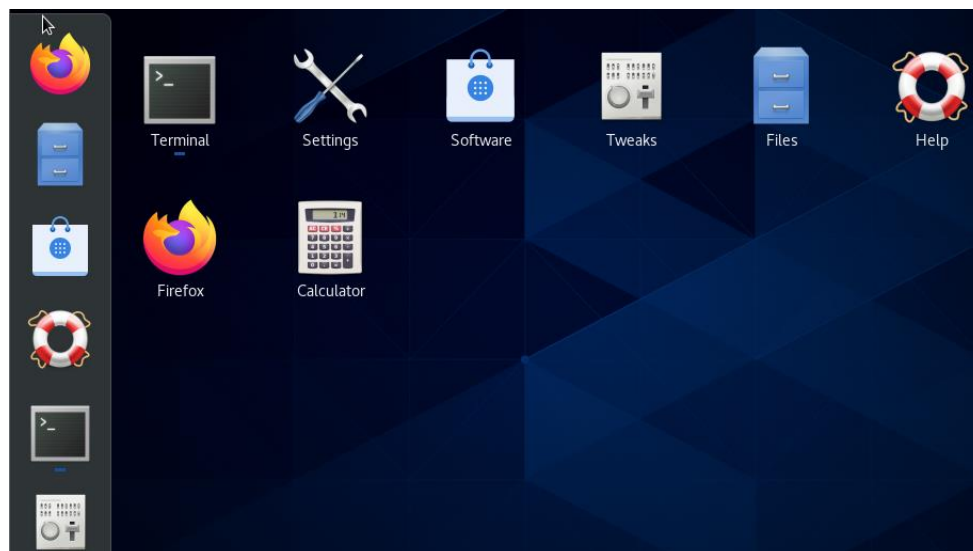 Terminal
Settings
Software
Tweaks
Files
Help
Firefox
Calculator